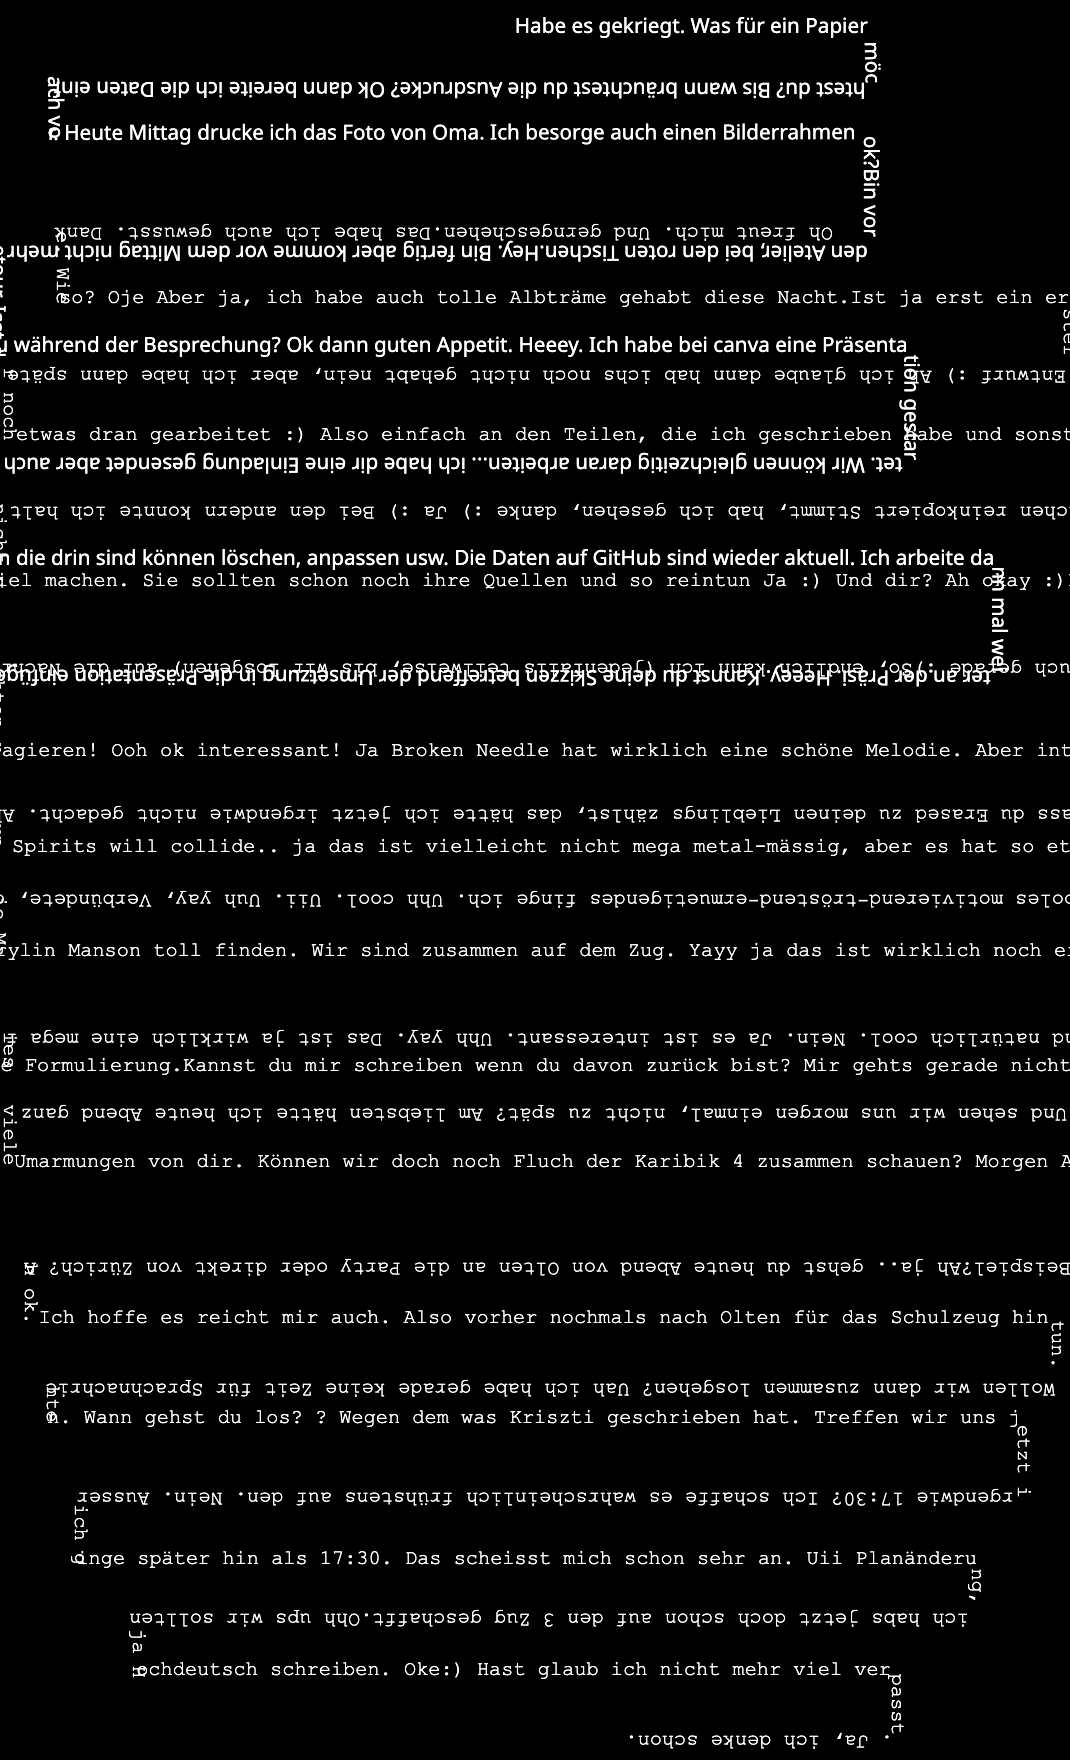 Habe es gekriegt. Was für ein Papier
möc
htest du? Bis wann bräuchtest du die Ausdrucke? Ok dann bereite ich die Daten einf
ach vo
Heute Mittag drucke ich das Foto von Oma. Ich besorge auch einen Bilderrahmen
ok?Bin vor
Oh freut mich. Und gerngeschehen.Das habe ich auch gewusst. Dank
e.
den Atelier, bei den roten Tischen.Hey. Bin fertig aber komme vor dem Mittag nicht mehr
Wie
so? Oje Aber ja, ich habe auch tolle Albträme gehabt diese Nacht.Ist ja erst ein er
ster
während der Besprechung? Ok dann guten Appetit. Heeey. Ich habe bei canva eine Präsenta
tion gestar
Entwurf :) Ah ich glaube dann hab ichs noch nicht gehabt nein, aber ich habe dann späte
r noch
etwas dran gearbeitet :) Also einfach an den Teilen, die ich geschrieben habe und sonst
tet. Wir können gleichzeitig daran arbeiten... ich habe dir eine Einladung gesendet aber auch
chen reinkopiert Stimmt, hab ich gesehen, danke :) Ja :) Bei den andern konnte ich halt
die drin sind können löschen, anpassen usw. Die Daten auf GitHub sind wieder aktuell. Ich arbeite da
iel machen. Sie sollten schon noch ihre Quellen und so reintun Ja :) Und dir? Ah okay :)
nn mal wei
uch gerade :)So, endlich kann ich (jedenfalls teilweise, bis wir losgehen) auf die Nachr
ter an der Präsi. Heeey. Kannst du deine Skizzen betreffend der Umsetzung in die Präsentation einfüge
agieren! Ooh ok interessant! Ja Broken Needle hat wirklich eine schöne Melodie. Aber int
ass du Erased zu deinen Lieblings zählst, das hätte ich jetzt irgendwie nicht gedacht. A
Spirits will collide.. ja das ist vielleicht nicht mega metal-mässig, aber es hat so et
ooles motivierend-tröstend-ermuetigendes finge ich. Uhh cool. Uii. Uuh yay, Verbündete,
rylin Manson toll finden. Wir sind zusammen auf dem Zug. Yayy ja das ist wirklich noch ei
nd natürlich cool. Nein. Ja es ist interessant. Uhh yay. Das ist ja wirklich eine mega
Formulierung.Kannst du mir schreiben wenn du davon zurück bist? Mir gehts gerade nicht
Und sehen wir uns morgen einmal, nicht zu spät? Am liebsten hätte ich heute Abend ganz
viele
Umarmungen von dir. Können wir doch noch Fluch der Karibik 4 zusammen schauen? Morgen A
Beispiel?Ah ja.. gehst du heute Abend von Olten an die Party oder direkt von Zürich? A
h ok.
Ich hoffe es reicht mir auch. Also vorher nochmals nach Olten für das Schulzeug hin
tun.
Wollen wir dann zusammen losgehen? Uah ich habe gerade keine Zeit für Sprachnachric
hte
n. Wann gehst du los? ? Wegen dem was Kriszti geschrieben hat. Treffen wir uns j
etzt i
rgendwie 17:30? Ich schaffe es wahrscheinlich frühstens auf den. Nein. Ausser
ich g
inge später hin als 17:30. Das scheisst mich schon sehr an. Uii Planänderu
ng,
ich habs jetzt doch schon auf den 3 Zug geschafft.Ohh ups wir sollten
ja H
ochdeutsch schreiben. Oke:) Hast glaub ich nicht mehr viel ver
passt
. Ja, ich denke schon.